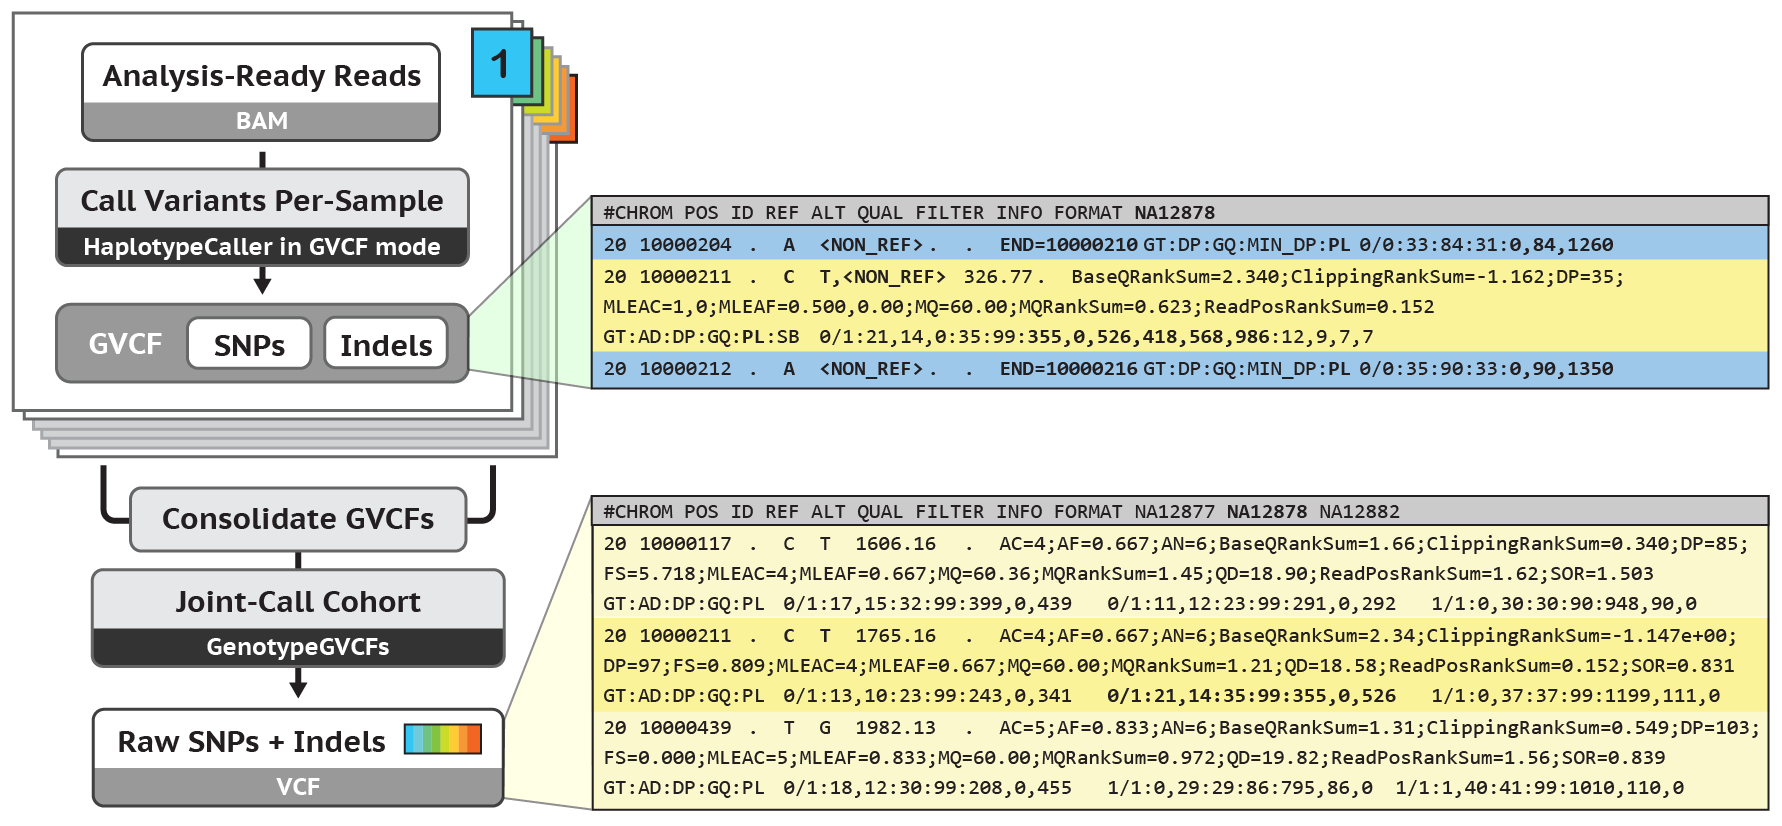 1
Analysis-Ready Reads
BAM
Call Variants Per-Sample
HaplotypeCaller in GVCF mode
GVCF SNPs Indels
#CHROM POS ID REF ALT QUAL FILTER INFO FORMAT NA12878
20 10000204 . A <NON_REF>. . END=10000210 GT:DP:GQ:MIN_DP:PL 0/0:33:84:31:0,84,1260
20 10000211 . C T,<NON_REF> 326.77. BaseQRankSum=2.340;ClippingRankSum=-1.162;DP=35;
MLEAC=1,0;MLEAF=0.500,0.00;MQ=60.00;MQRankSum=0.623;ReadPosRankSum=0.152
GT:AD:DP:GQ:PL:SB 0/1:21,14,0:35:99:355,0,526,418,568,986:12,9,7,7
20 10000212 . A <NON_REF>. . END=10000216 GT:DP:GQ:MIN_DP:PL 0/0:35:90:33:0,90,1350
Consolidate GVCFs
Joint-Call Cohort
GenotypeGVCFs
Raw SNPs + Indels
VCF
#CHROM POS ID REF ALT QUAL FILTER INFO FORMAT NA12877 NA12878 NA12882
20 10000117 . C T 1606.16 . AC=4;AF=0.667;AN=6;BaseQRankSum=1.66;ClippingRankSum=0.340;DP=85;
FS=5.718;MLEAC=4;MLEAF=0.667;MQ=60.36;MQRankSum=1.45;QD=18.90;ReadPosRankSum=1.62;SOR=1.503
GT:AD:DP:GQ:PL 0/1:17,15:32:99:399,0,439 0/1:11,12:23:99:291,0,292 1/1:0,30:30:90:948,90,0
20 10000211 . C T 1765.16 . AC=4;AF=0.667;AN=6;BaseQRankSum=2.34;ClippingRankSum=-1.147e+00;
DP=97;FS=0.809;MLEAC=4;MLEAF=0.667;MQ=60.00;MQRankSum=1.21;QD=18.58;ReadPosRankSum=0.152;SOR=0.831
GT:AD:DP:GQ:PL 0/1:13,10:23:99:243,0,341 0/1:21,14:35:99:355,0,526 1/1:0,37:37:99:1199,111,0
20 10000439 . T G 1982.13 . AC=5;AF=0.833;AN=6;BaseQRankSum=1.31;ClippingRankSum=0.549;DP=103;
FS=0.000;MLEAC=5;MLEAF=0.833;MQ=60.00;MQRankSum=0.972;QD=19.82;ReadPosRankSum=1.56;SOR=0.839
GT:AD:DP:GQ:PL 0/1:18,12:30:99:208,0,455 1/1:0,29:29:86:795,86,0 1/1:1,40:41:99:1010,110,0